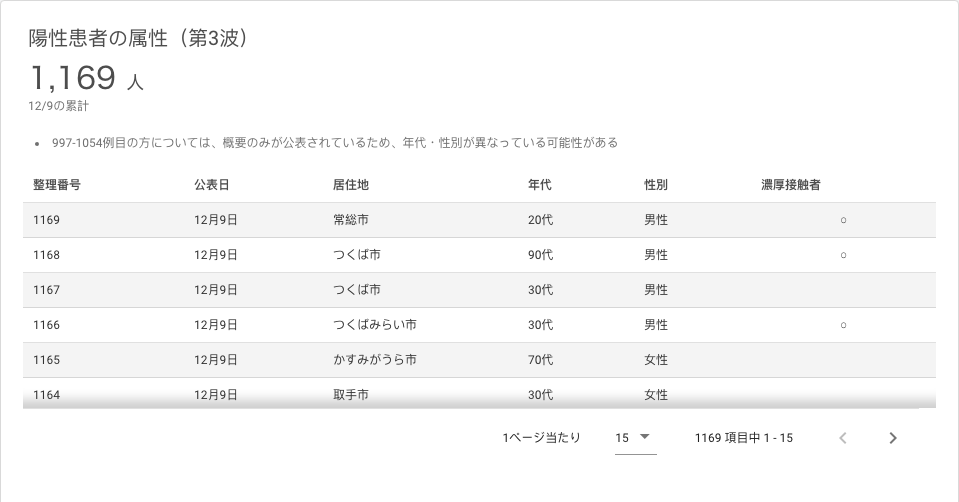 陽性患者の属性（第3波）
1,169 人
12/9の累計
• 997-1054例目の方については、概要のみが公表されているため、年代・性別が異なっている可能性がある
整理番号 公表日 居住地 年代 性別 濃厚接触者
1169 12月9日 常総市 20代 男性 ○
1168 12月9日 つくば市 90代 男性 ○
1167 12月9日 つくば市 30代 男性
1166 12月9日 つくばみらい市 30代 男性 ○
1165 12月9日 かすみがうら市 70代 女性
1164 12月9日 取手市 30代 女性
1ページ当たり 15 1169 項目中 1 - 15